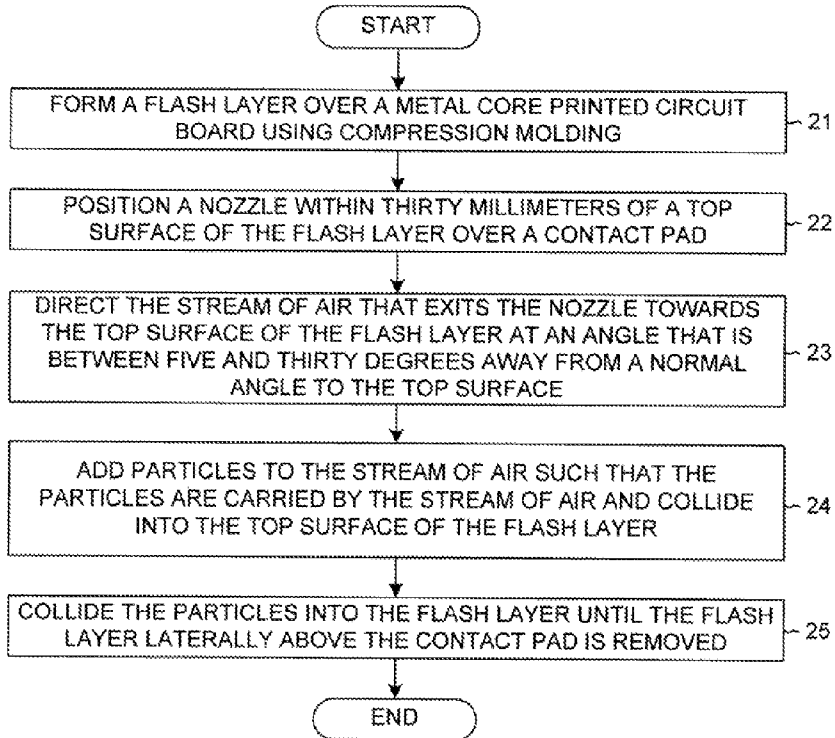 START
FORM A FLASH LAYER OVER A METAL CORE PRINTED CIRCUIT
BOARD USING COMPRESSION MOLDING
21
POSITION A NOZZLE WITHIN THIRTY MILLIMETERS OF A TOP
SURFACE OF THE FLASH LAYER OVER A CONTACT PAD
22
DIRECT THE STREAM OF AIR THAT EXITS THE NOZZLE TOWARDS
THE TOP SURFACE OF THE FLASH LAYER AT AN ANGLE THAT IS
BETWEEN FIVE AND THIRTY DEGREES AWAY FROM A NORMAL
ANGLE TO THE TOP SURFACE
23
ADD PARTICLES TO THE STREAM OF AIR SUCH THAT THE
PARTICLES ARE CARRIED BY THE STREAM OF AIR AND COLLIDE
INTO THE TOP SURFACE OF THE FLASH LAYER
24
COLLIDE THE PARTICLES INTO THE FLASH LAYER UNTIL THE FLASH
LAYER LATERALLY ABOVE THE CONTACT PAD IS REMOVED
25
END